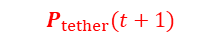 P_tether(t + 1)